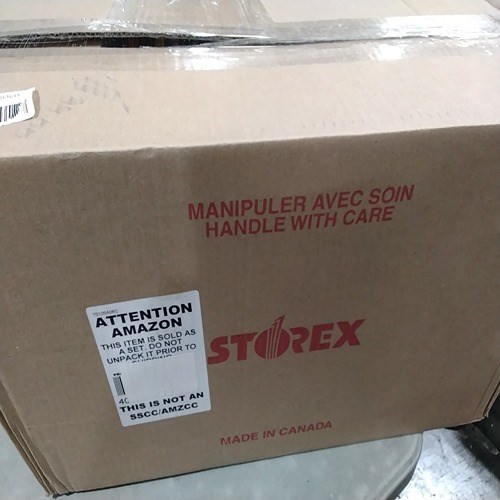 MANIPULER AVEC SOIN
HANDLE WITH CARE
ATTENTION
AMAZON
THIS ITEM IS SOLD AS
A SET. DO NOT
UNPACK IT PRIOR TO
THIS IS NOT AN
SSCC/AMZCC
STOREX
MADE IN CANADA